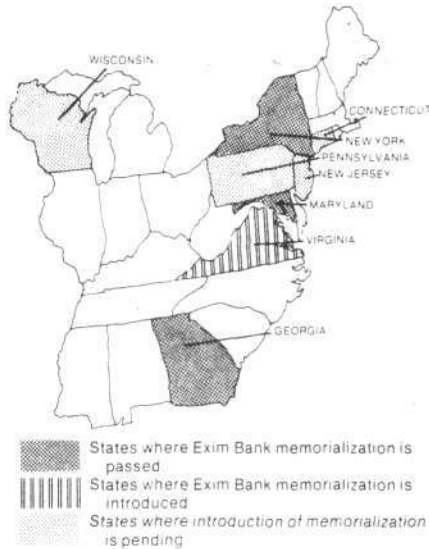 WISCONSIN
CONNECTICUT
NEW YORK
PENNSYLVANIA
NEW JERSEY
MARYLAND
VIRGINIA
GEORGIA
States where Exim Bank memorialization is
passed
States where Exim Bank memorialization is
introduced
States where introduction of memorialization
is pending